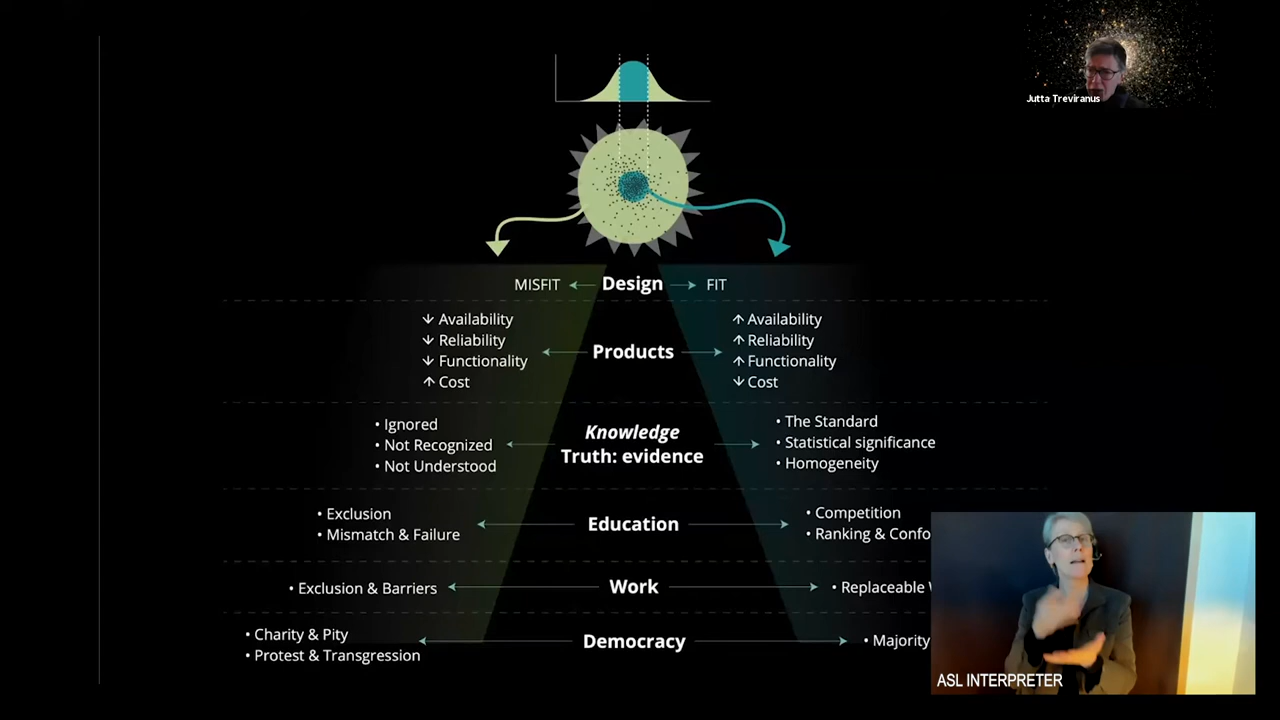 Jutta Treviranus
MISFIT Design FIT
↓ Availability
↓ Reliability
↓ Functionality
↑ Cost
Products
↑ Availability
↑ Reliability
↑ Functionality
↓ Cost
• Ignored
• Not Recognized
• Not Understood
Knowledge
Truth: evidence
• The Standard
• Statistical significance
• Homogeneity
• Exclusion
• Mismatch & Failure
Education
• Competition
• Ranking & Confo
• Exclusion & Barriers
Work
• Replaceable
• Charity & Pity
• Protest & Transgression
Democracy
• Majority
ASL INTERPRETER